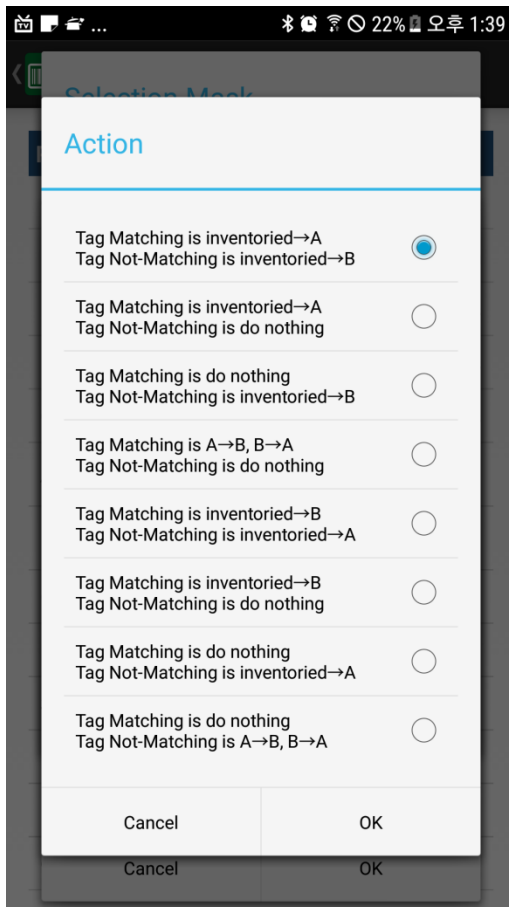 ... 22% 오후 1:39
Selection Mask
Action
Tag Matching is inventoried→A
Tag Not-Matching is inventoried→B
Tag Matching is inventoried→A
Tag Not-Matching is do nothing
Tag Matching is do nothing
Tag Not-Matching is inventoried→B
Tag Matching is A→B, B→A
Tag Not-Matching is do nothing
Tag Matching is inventoried→B
Tag Not-Matching is inventoried→A
Tag Matching is inventoried→B
Tag Not-Matching is do nothing
Tag Matching is do nothing
Tag Not-Matching is inventoried→A
Tag Matching is do nothing
Tag Not-Matching is A→B, B→A
Cancel OK
Cancel OK